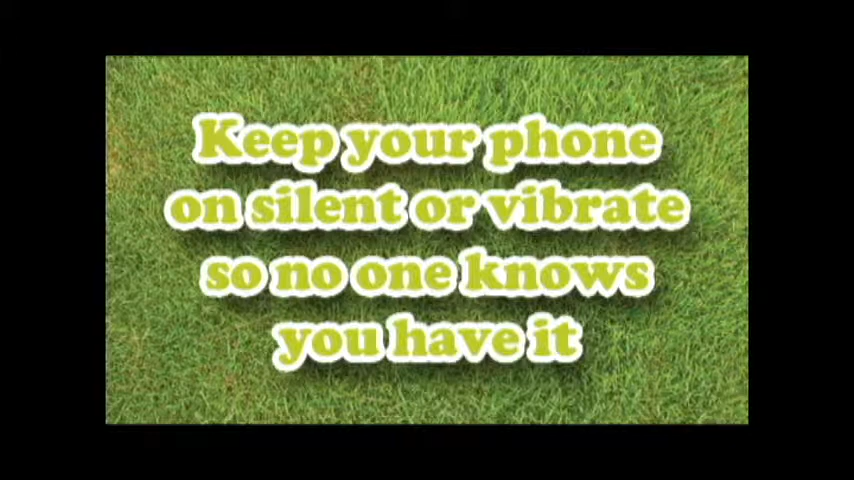 Keep your phone
on silent or vibrate
so no one knows
you have it